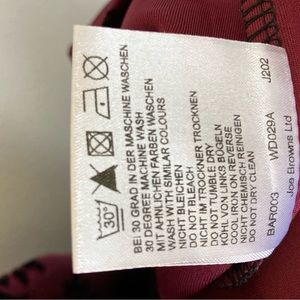 30°
BEI 30 GRAD IN DER MASCHINE WASCHEN
30 DEGREE MACHINE WASH
MIT ÄHNLICHEN FARBEN WASCHEN
WASH WITH SIMILAR COLOURS
NICHT BLEICHEN
DO NOT BLEACH
NICHT IM TROCKNER TROCKNEN
DO NOT TUMBLE DRY
KÜHL AUF LINKS BÜGELN
COOL IRON ON REVERSE
NICHT CHEMISCH REINIGEN
DO NOT DRY CLEAN
BAR003 WD029A J202
Joe Browns Ltd